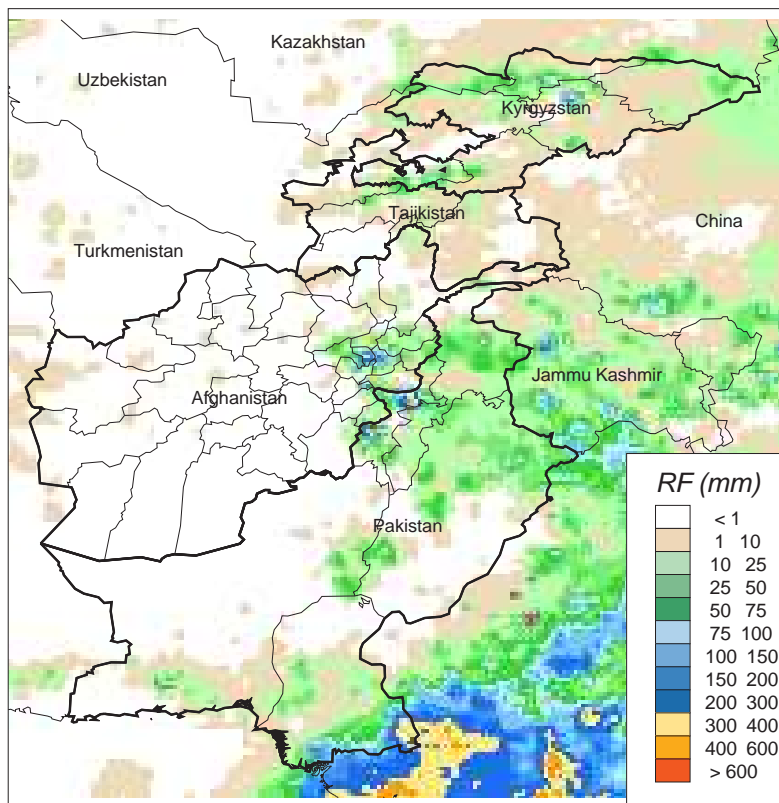 Kazakhstan
Uzbekistan
Kyrgyzstan
Tajikistan
China
Turkmenistan
Jammu Kashmir
Afghanistan
RF (mm)
< 1
1 10
Pakistan
10 25
25 50
50 75
75 100
100 150
150 200
200 300
300 400
400 600
> 600